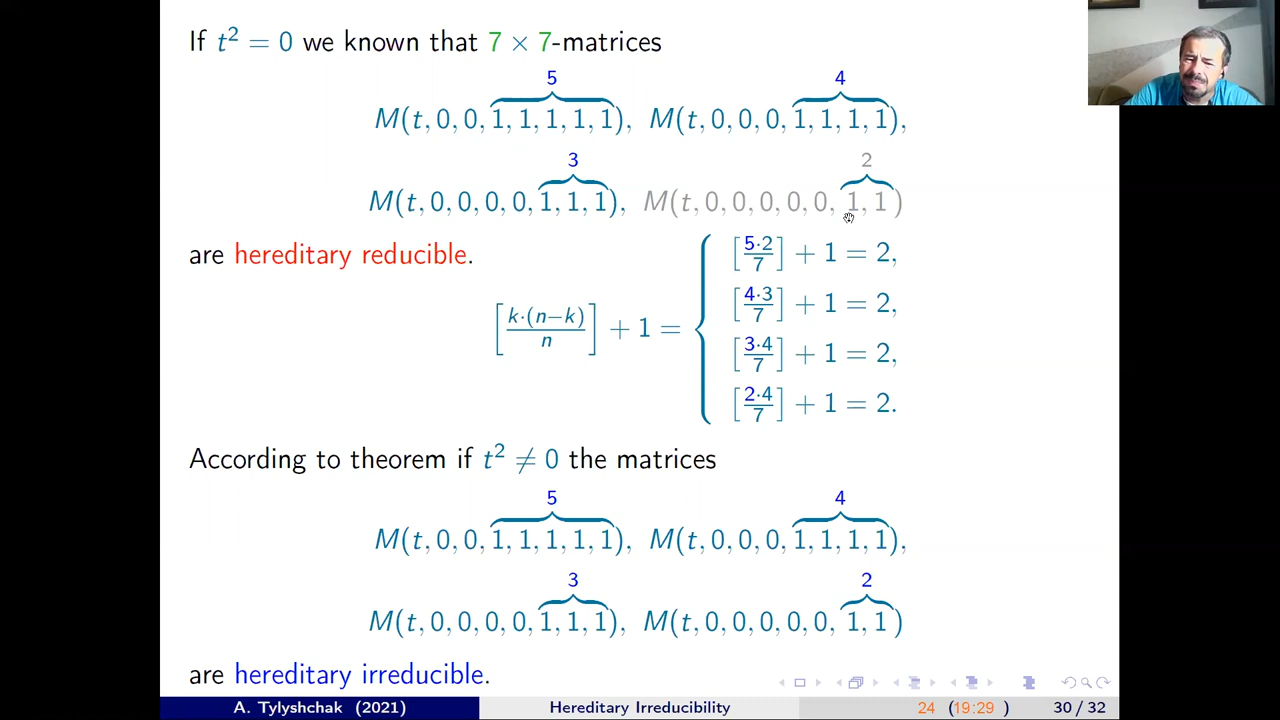 If t² = 0 we known that 7 × 7-matrices
5 4
M(t, 0, 0, 1, 1, 1, 1, 1), M(t, 0, 0, 0, 1, 1, 1, 1),
3 2
M(t, 0, 0, 0, 0, 1, 1, 1), M(t, 0, 0, 0, 0, 0, 1, 1)
are hereditary reducible.
[k·(n−k)/n] + 1 =
[5·2/7] + 1 = 2,
[4·3/7] + 1 = 2,
[3·4/7] + 1 = 2,
[2·4/7] + 1 = 2.
According to theorem if t² ≠ 0 the matrices
5 4
M(t, 0, 0, 1, 1, 1, 1, 1), M(t, 0, 0, 0, 1, 1, 1, 1),
3 2
M(t, 0, 0, 0, 0, 1, 1, 1), M(t, 0, 0, 0, 0, 0, 1, 1)
are hereditary irreducible.
A. Tylyshchak (2021) Hereditary Irreducibility 24 (19:29) 30 / 32